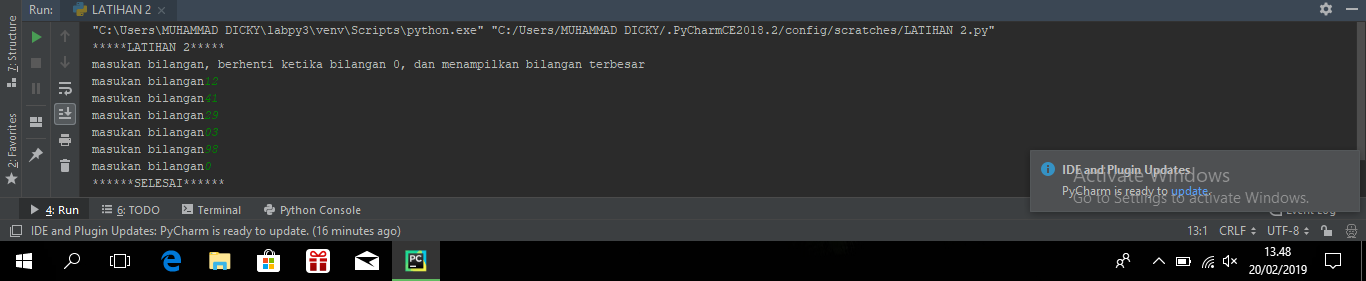 Run: LATIHAN 2
"C:\Users\MUHAMMAD DICKY\labpy3\venv\Scripts\python.exe" "C:/Users/MUHAMMAD DICKY/.PyCharmCE2018.2/config/scratches/LATIHAN 2.py"
*****LATIHAN 2*****
masukan bilangan, berhenti ketika bilangan 0, dan menampilkan bilangan terbesar
masukan bilangan12
masukan bilangan41
masukan bilangan29
masukan bilangan03
masukan bilangan98
masukan bilangan0
******SELESAI******
7: Structure
2: Favorites
IDE and Plugin Updates
PyCharm is ready to update.
Activate Windows
Go to Settings to activate Windows.
4: Run 6: TODO Terminal Python Console Event Log
IDE and Plugin Updates: PyCharm is ready to update. (16 minutes ago) 13:1 CRLF UTF-8
PC
13.48
20/02/2019